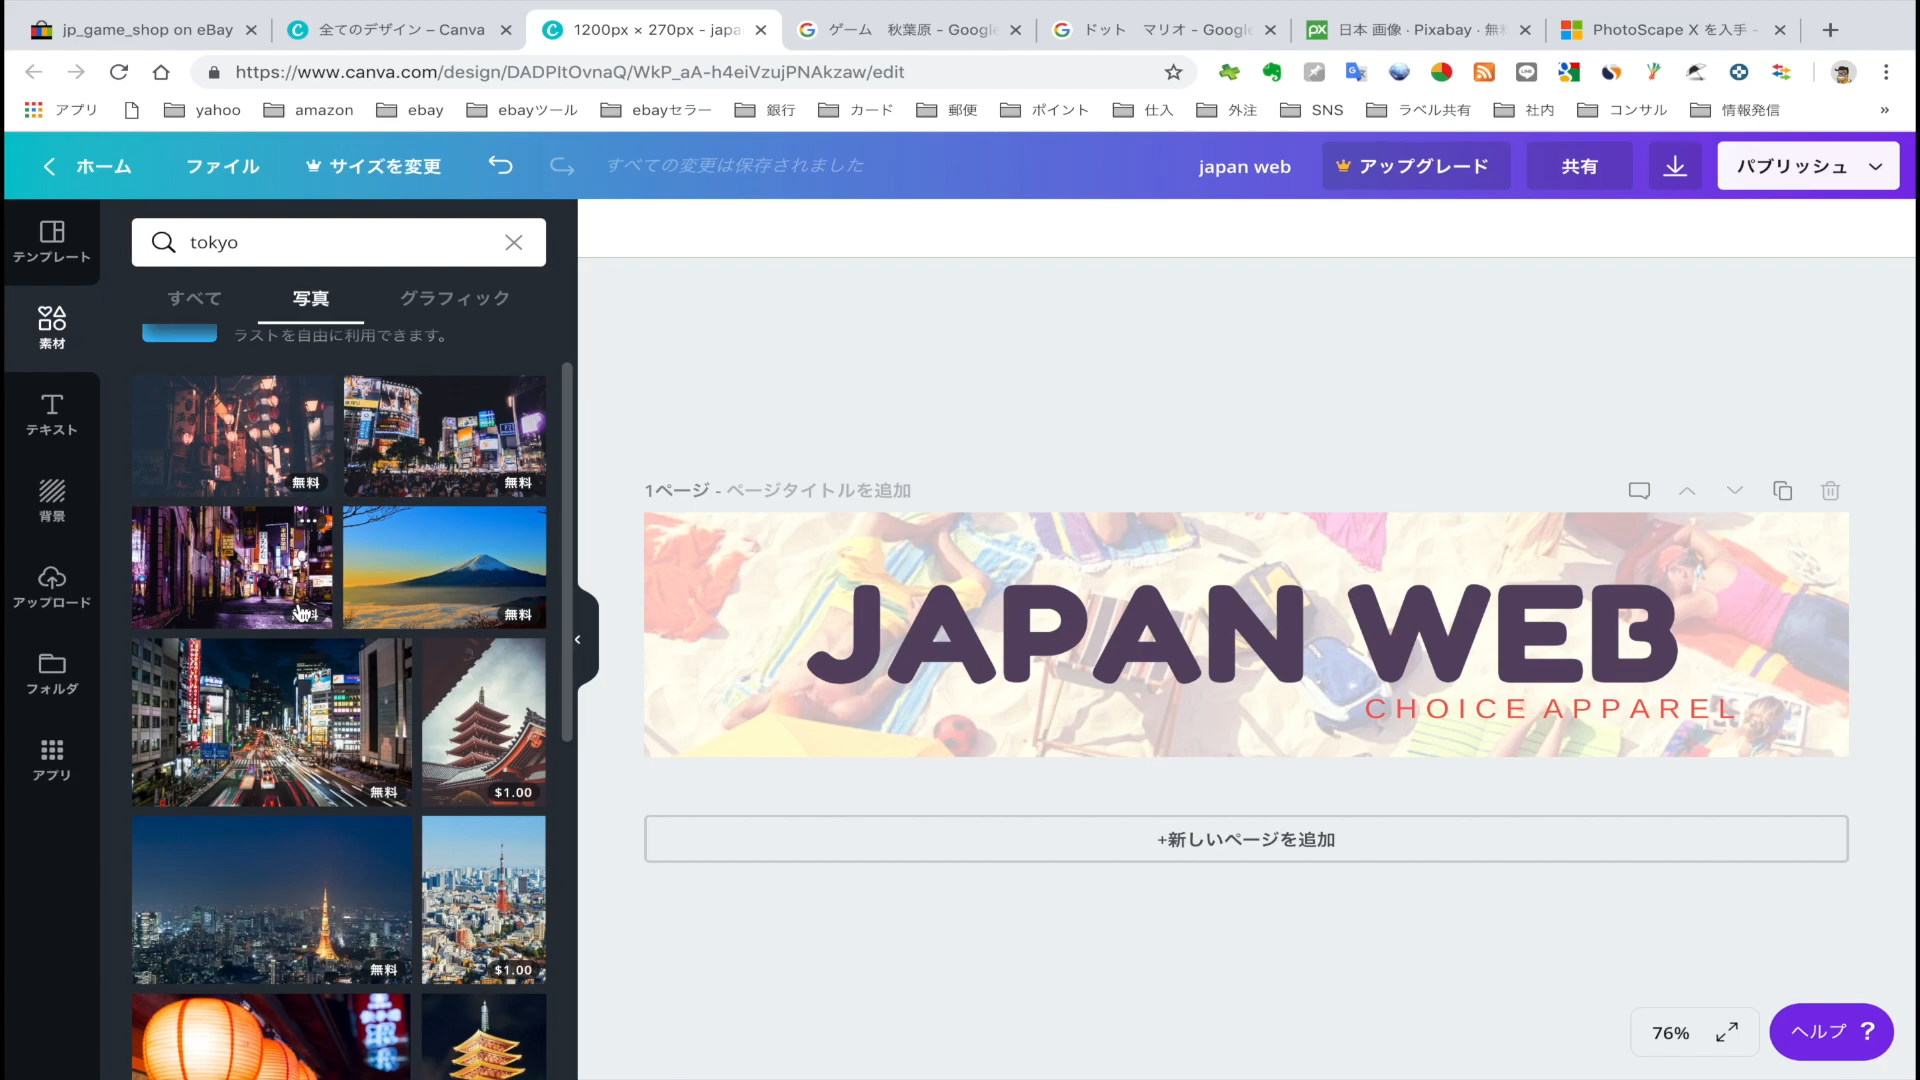 jp_game_shop on eBay
全てのデザイン – Canva
1200px × 270px - japa
ゲーム 秋葉原 - Google
ドット マリオ - Google
日本 画像 · Pixabay · 無料
PhotoScape X を入手 -
https://www.canva.com/design/DADPItOvnaQ/WkP_aA-h4eiVzujPNAkzaw/edit
アプリ yahoo amazon ebay ebayツール ebayセラー 銀行 カード 郵便 ポイント 仕入 外注 SNS ラベル共有 社内 コンサル 情報発信 »
ホーム ファイル サイズを変更 すべての変更は保存されました japan web アップグレード 共有 パブリッシュ
テンプレート
素材
テキスト
背景
アップロード
フォルダ
アプリ
tokyo
すべて 写真 グラフィック
ラストを自由に利用できます。
無料
無料
無料
無料
$1.00
無料
$1.00
1ページ - ページタイトルを追加
JAPAN WEB
CHOICE APPAREL
+新しいページを追加
76%
ヘルプ ?